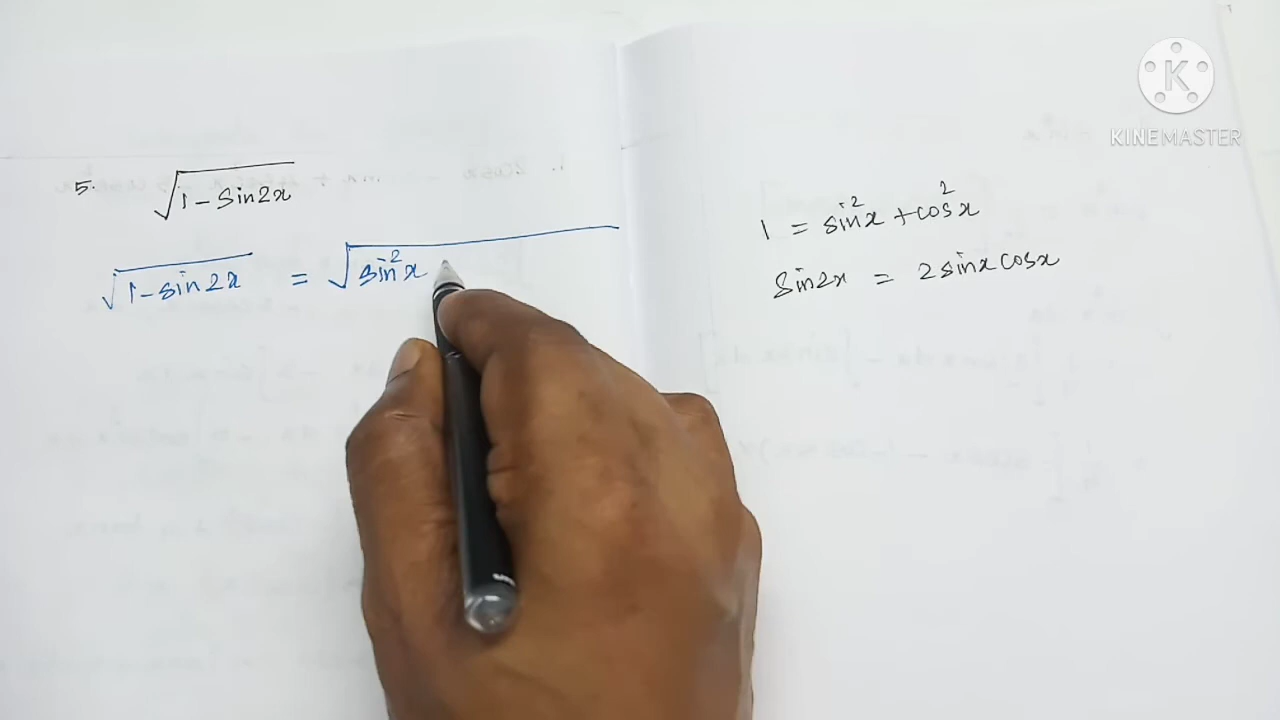 5. √(1 - Sin2x)
√(1 - sin2x) = √(sin²x
1 = sin²x + cos²x
Sin2x = 2sinx cosx
KINEMASTER